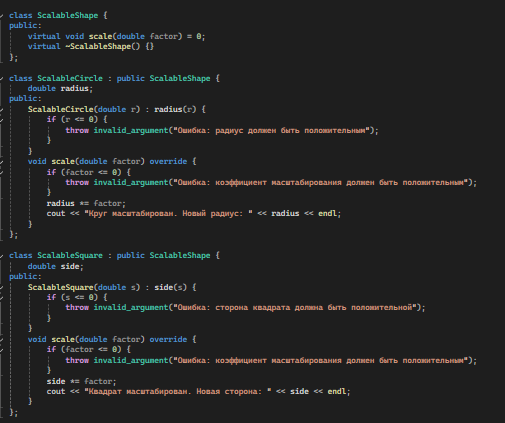 class ScalableShape {
public:
    virtual void scale(double factor) = 0;
    virtual ~ScalableShape() {}
};

class ScalableCircle : public ScalableShape {
    double radius;
public:
    ScalableCircle(double r) : radius(r) {
        if (r <= 0) {
            throw invalid_argument("Ошибка: радиус должен быть положительным");
        }
    }
    void scale(double factor) override {
        if (factor <= 0) {
            throw invalid_argument("Ошибка: коэффициент масштабирования должен быть положительным");
        }
        radius *= factor;
        cout << "Круг масштабирован. Новый радиус: " << radius << endl;
    }
};

class ScalableSquare : public ScalableShape {
    double side;
public:
    ScalableSquare(double s) : side(s) {
        if (s <= 0) {
            throw invalid_argument("Ошибка: сторона квадрата должна быть положительной");
        }
    }
    void scale(double factor) override {
        if (factor <= 0) {
            throw invalid_argument("Ошибка: коэффициент масштабирования должен быть положительным");
        }
        side *= factor;
        cout << "Квадрат масштабирован. Новая сторона: " << side << endl;
    }
};